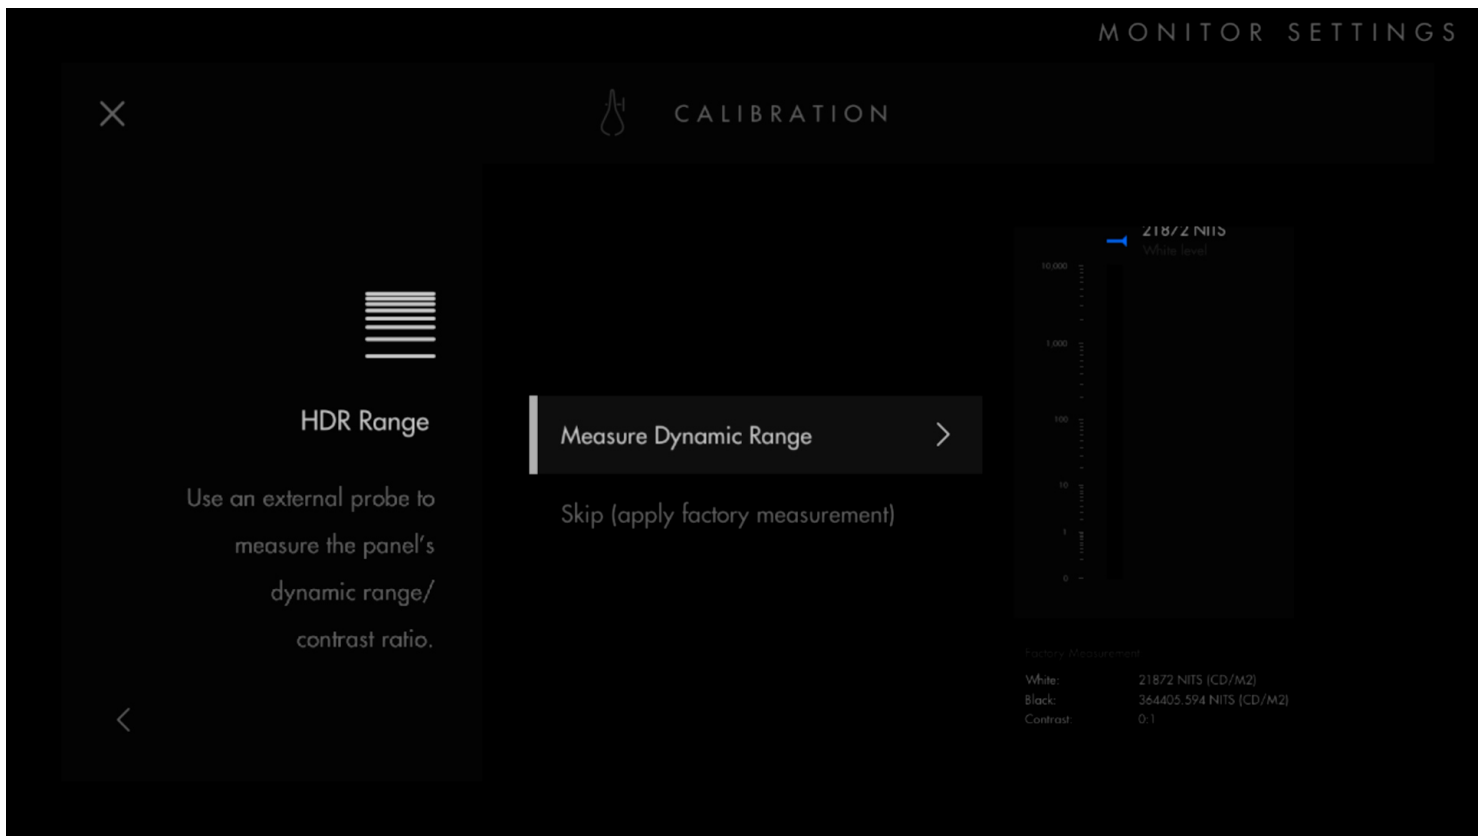 MONITOR SETTINGS
CALIBRATION
HDR Range
Use an external probe to
measure the panel's
dynamic range/
contrast ratio.
Measure Dynamic Range
Skip (apply factory measurement)
21872 NITS
White level
10,000
1,000
100
10
1
0
Factory Measurement
White: 21872 NITS (CD/M2)
Black: 364405.594 NITS (CD/M2)
Contrast: 0:1